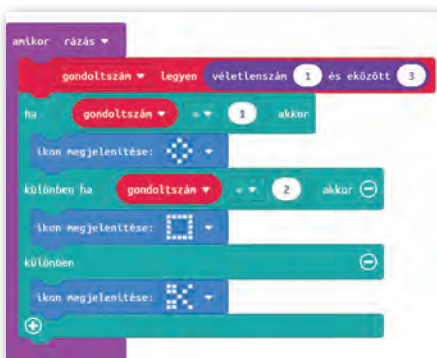 amikor rázás
gondoltszám legyen véletlenszám 1 és eközött 3
ha gondoltszám = 1 akkor
ikon megjelenítése:
különben ha gondoltszám = 2 akkor
ikon megjelenítése:
különben
ikon megjelenítése: